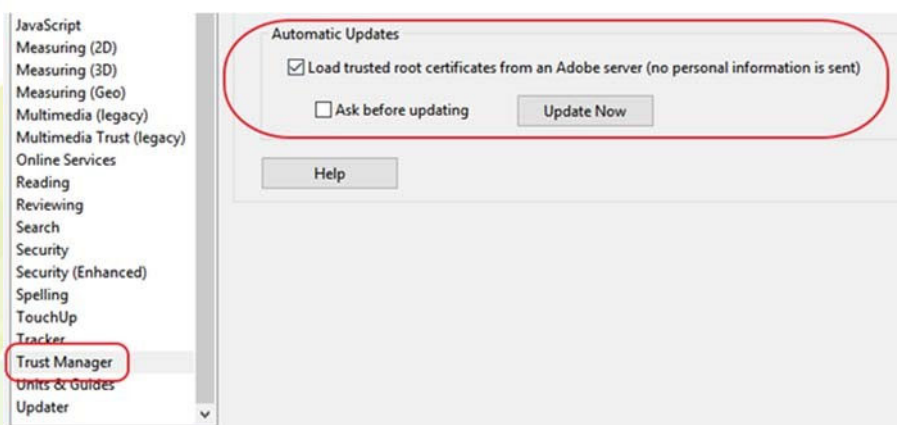 JavaScript
Measuring (2D)
Measuring (3D)
Measuring (Geo)
Multimedia (legacy)
Multimedia Trust (legacy)
Online Services
Reading
Reviewing
Search
Security
Security (Enhanced)
Spelling
TouchUp
Tracker
Trust Manager
Units & Guides
Updater
Automatic Updates
Load trusted root certificates from an Adobe server (no personal information is sent)
Ask before updating
Update Now
Help